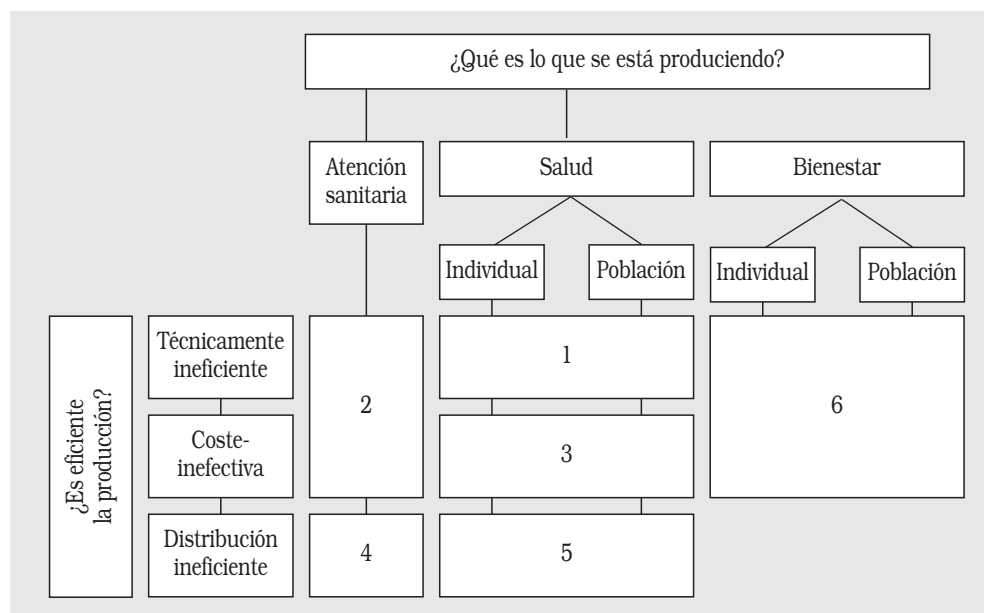 ¿Qué es lo que se está produciendo?
Atención
sanitaria
Salud
Bienestar
Individual
Población
Individual
Población
¿Es eficiente
la producción?
Técnicamente
ineficiente
2
1
6
Coste-
inefectiva
3
Distribución
ineficiente
4
5